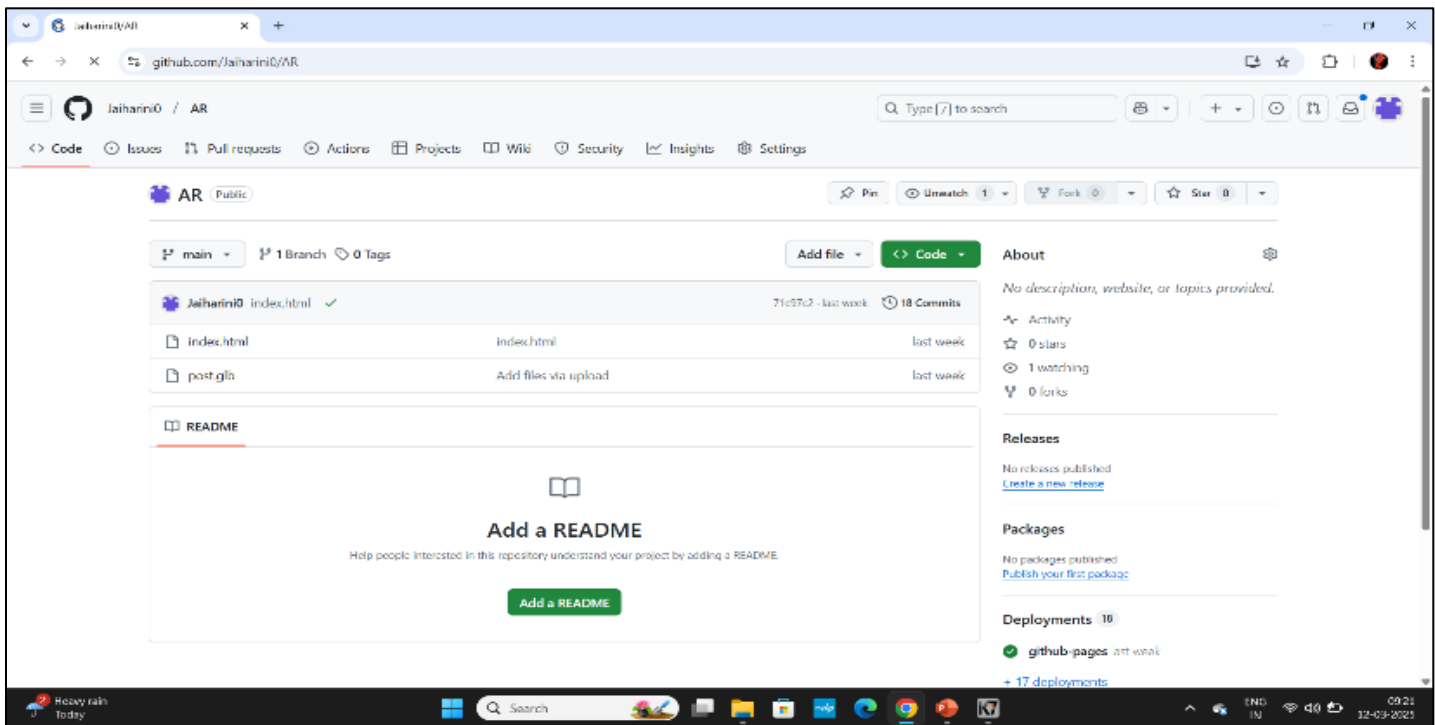 Jaiharini0/AR
github.com/Jaiharini0/AR
Jaiharini0 / AR
Type / to search
Code Issues Pull requests Actions Projects Wiki Security Insights Settings
AR Public
Pin Unwatch 1 Fork 0 Star 0
main 1 Branch 0 Tags
Add file Code
Jaiharini0 index.html 71c97c2 · last week 18 Commits
index.html index.html last week
post.glb Add files via upload last week
README
Add a README
Help people interested in this repository understand your project by adding a README.
Add a README
About
No description, website, or topics provided.
Activity
0 stars
1 watching
0 forks
Releases
No releases published
Create a new release
Packages
No packages published
Publish your first package
Deployments 18
github-pages last week
+ 17 deployments
2
Heavy rain
Today
Search
ENG
IN
09:21
12-03-2025